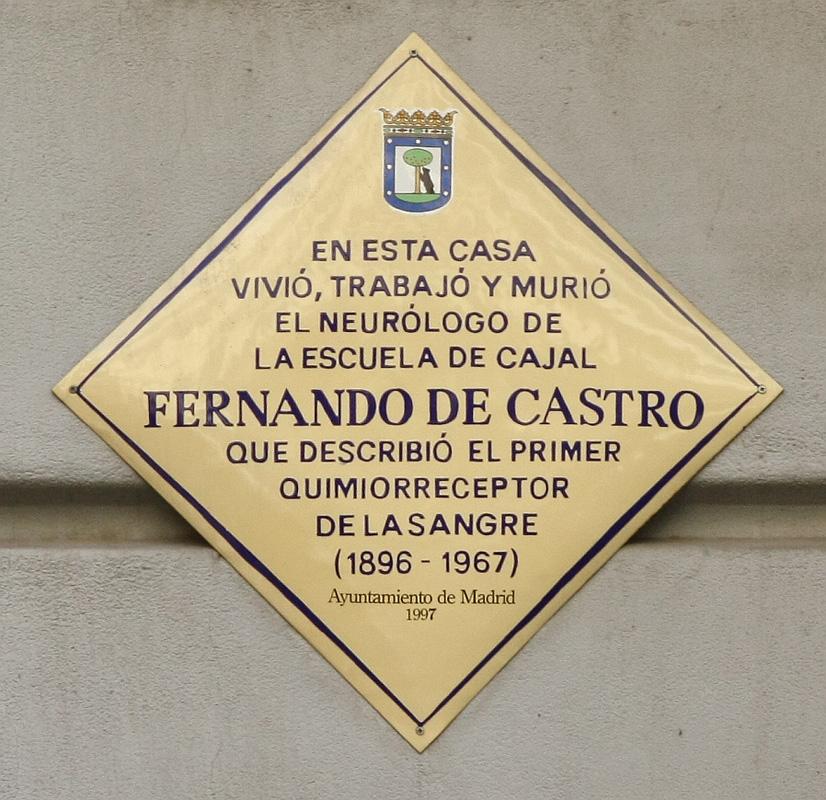 EN ESTA CASA
VIVIÓ, TRABAJÓ Y MURIÓ
EL NEURÓLOGO DE
LA ESCUELA DE CAJAL
FERNANDO DE CASTRO
QUE DESCRIBIÓ EL PRIMER
QUIMIORRECEPTOR
DE LA SANGRE
(1896 - 1967)
Ayuntamiento de Madrid
1997